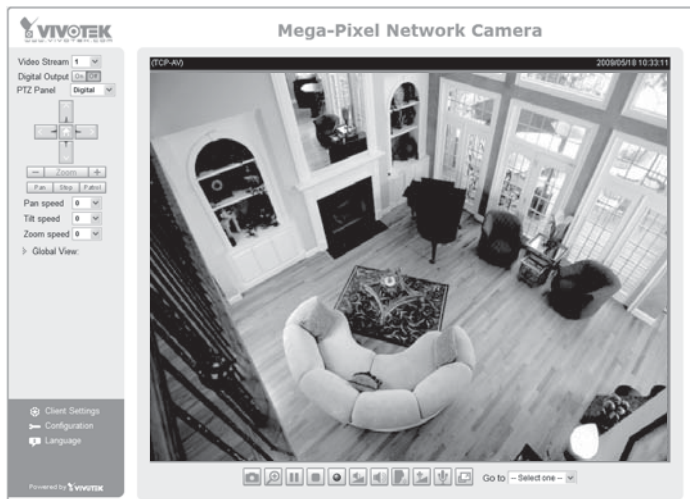 VIVOTEK
www.vivotek.com
Mega-Pixel Network Camera
Video Stream 1
Digital Output On Off
PTZ Panel Digital
− Zoom +
Pan Stop Patrol
Pan speed 0
Tilt speed 0
Zoom speed 0
Global View:
(TCP-AV) 2009/05/18 10:33:11
Client Settings
Configuration
Language
Powered by VIVOTEK
Go to -- Select one --